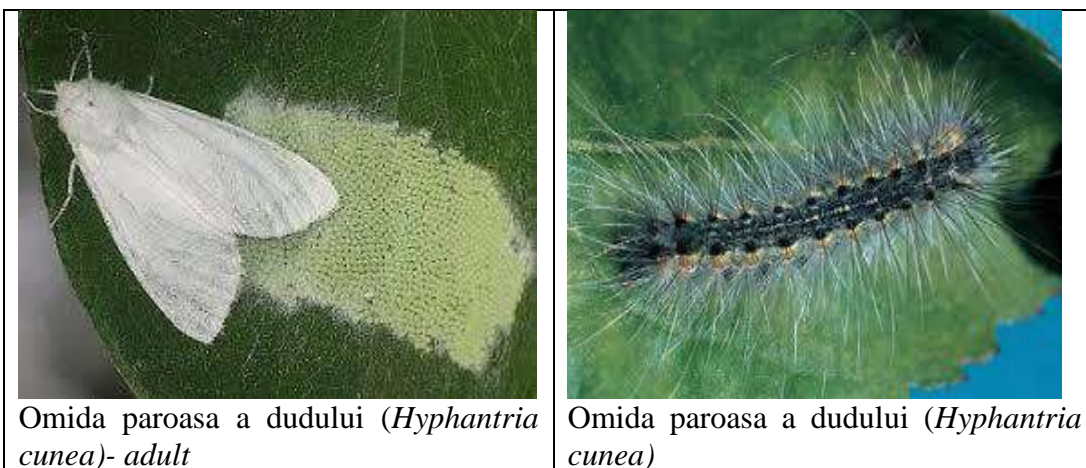 Omida paroasa a dudului (Hyphantria
cunea)- adult
Omida paroasa a dudului (Hyphantria
cunea)